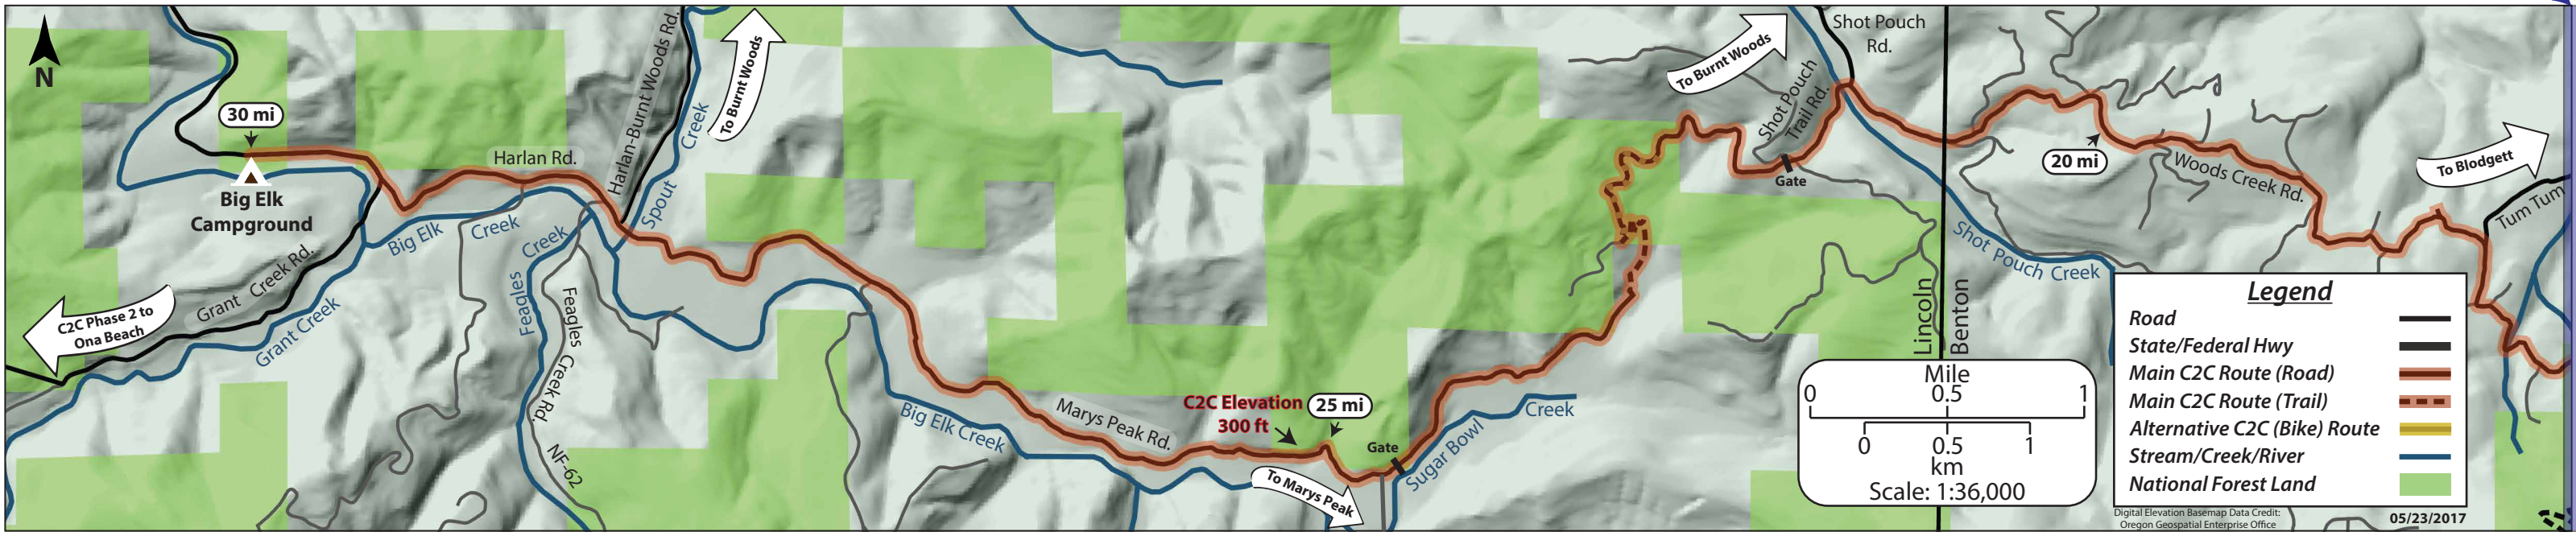 N
30 mi
Big Elk
Campground
C2C Phase 2 to
Ona Beach
Grant Creek Rd.
Grant Creek
Big Elk
Creek
Harlan Rd.
Harlan-Burnt Woods Rd.
To Burnt Woods
Spout
Creek
Feagles
Creek
Feagles Creek Rd.
NF-62
Big Elk Creek
Marys Peak Rd.
C2C Elevation
300 ft
25 mi
To Marys Peak
Gate
Sugar Bowl
Creek
To Burnt Woods
Shot Pouch
Rd.
Shot Pouch
Trail Rd.
Gate
Lincoln
Benton
20 mi
Woods Creek Rd.
Shot Pouch Creek
To Blodgett
Tum Tum
Mile
0 0.5 1
0 0.5 1
km
Scale: 1:36,000
Legend
Road
State/Federal Hwy
Main C2C Route (Road)
Main C2C Route (Trail)
Alternative C2C (Bike) Route
Stream/Creek/River
National Forest Land
Digital Elevation Basemap Data Credit:
Oregon Geospatial Enterprise Office
05/23/2017